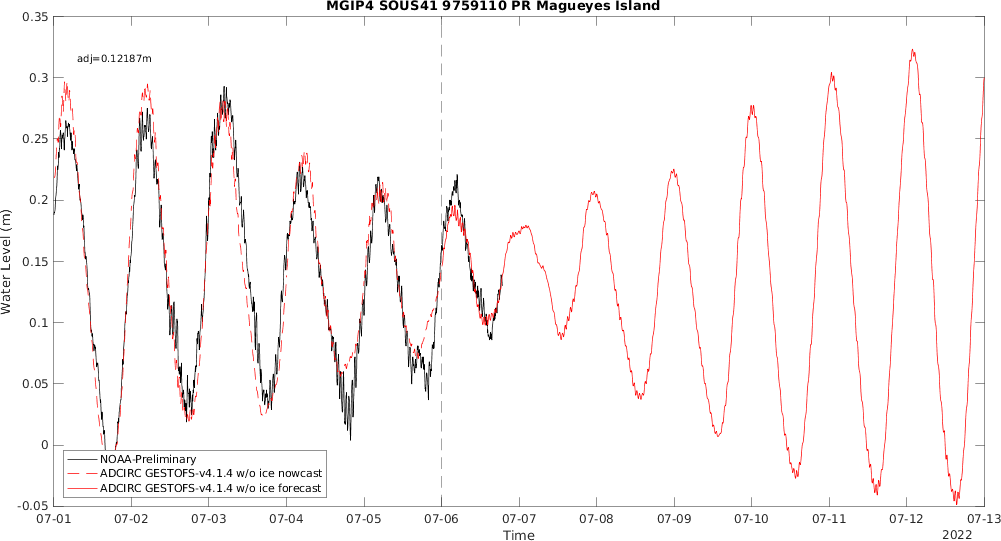 MGIP4 SOUS41 9759110 PR Magueyes Island
adj=0.12187m
Water Level (m)
0.35
0.3
0.25
0.2
0.15
0.1
0.05
0
-0.05
NOAA-Preliminary
ADCIRC GESTOFS-v4.1.4 w/o ice nowcast
ADCIRC GESTOFS-v4.1.4 w/o ice forecast
07-01 07-02 07-03 07-04 07-05 07-06 07-07 07-08 07-09 07-10 07-11 07-12 07-13
Time
2022